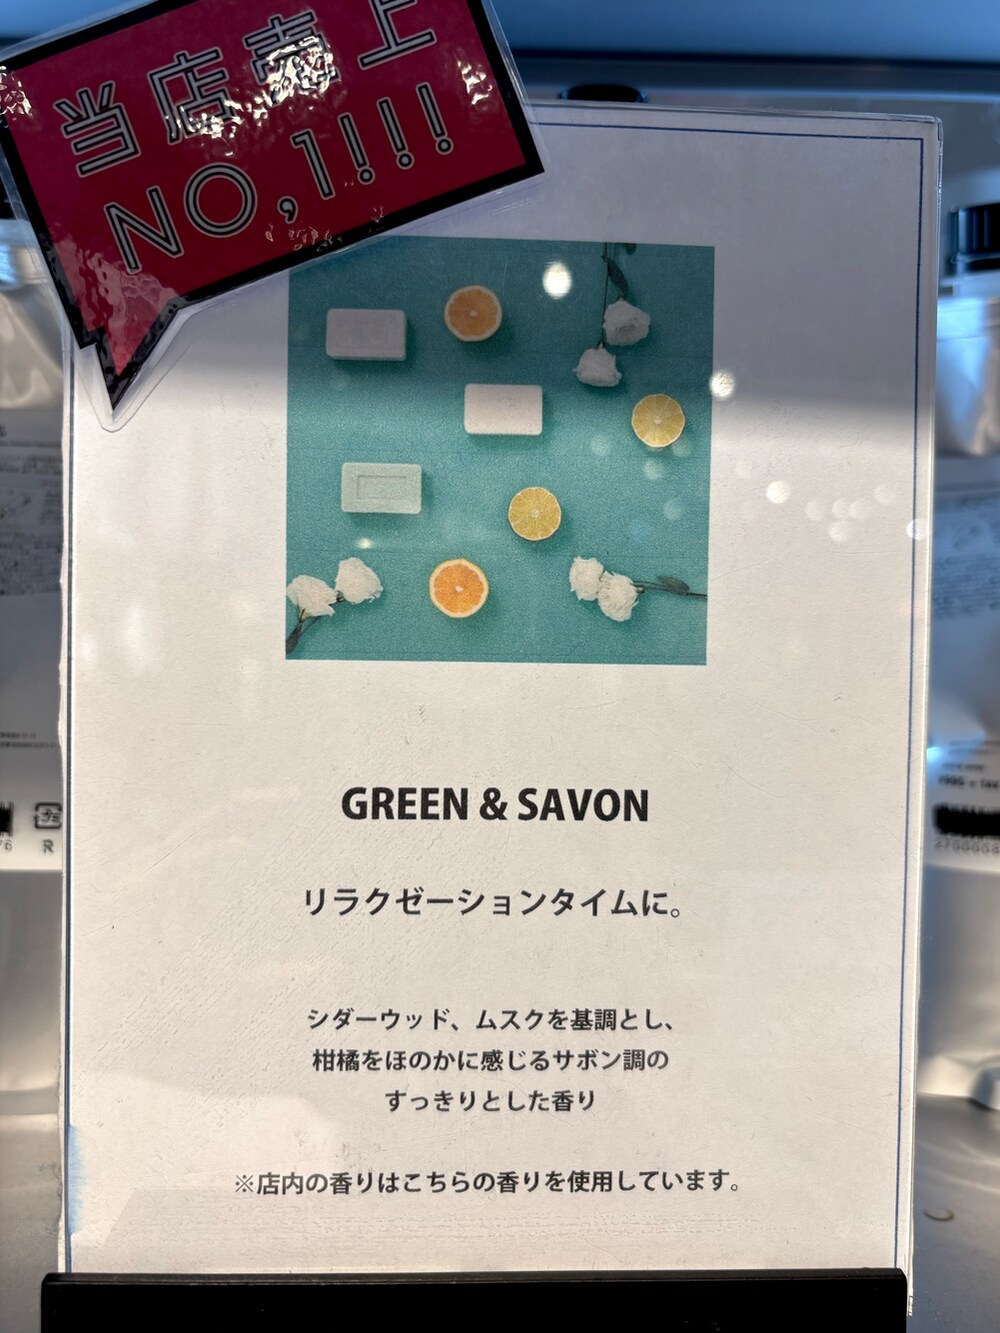 当店売上
NO,1!!!
GREEN & SAVON
リラクゼーションタイムに。
シダーウッド、ムスクを基調とし、
柑橘をほのかに感じるサボン調の
すっきりとした香り
※店内の香りはこちらの香りを使用しています。
R